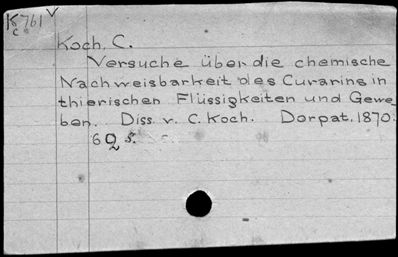 K 761 V
c
Koch, C.
Versuche über die chemische
Nachweisbarkeit des Curarins in
thierischen Flüssigkeiten und Gewe
ben. Diss. v. C. Koch. Dorpat. 1870.
62 S.